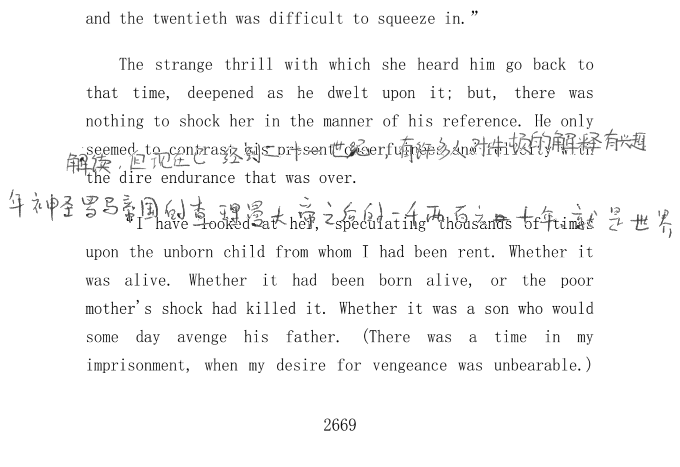 and the twentieth was difficult to squeeze in.”
The strange thrill with which she heard him go back to
that time, deepened as he dwelt upon it; but, there was
nothing to shock her in the manner of his reference. He only
seemed to contrast his present cheerfulness and felicity with
解读,但现在已经到二十一世纪,有许多人对牛顿的解释有兴趣
the dire endurance that was over.
年神圣罗马帝国的查理曼大帝之后的一千两百六十年,就是世界
“I have looked at her, speculating thousands of times
upon the unborn child from whom I had been rent. Whether it
was alive. Whether it had been born alive, or the poor
mother's shock had killed it. Whether it was a son who would
some day avenge his father. (There was a time in my
imprisonment, when my desire for vengeance was unbearable.)
2669